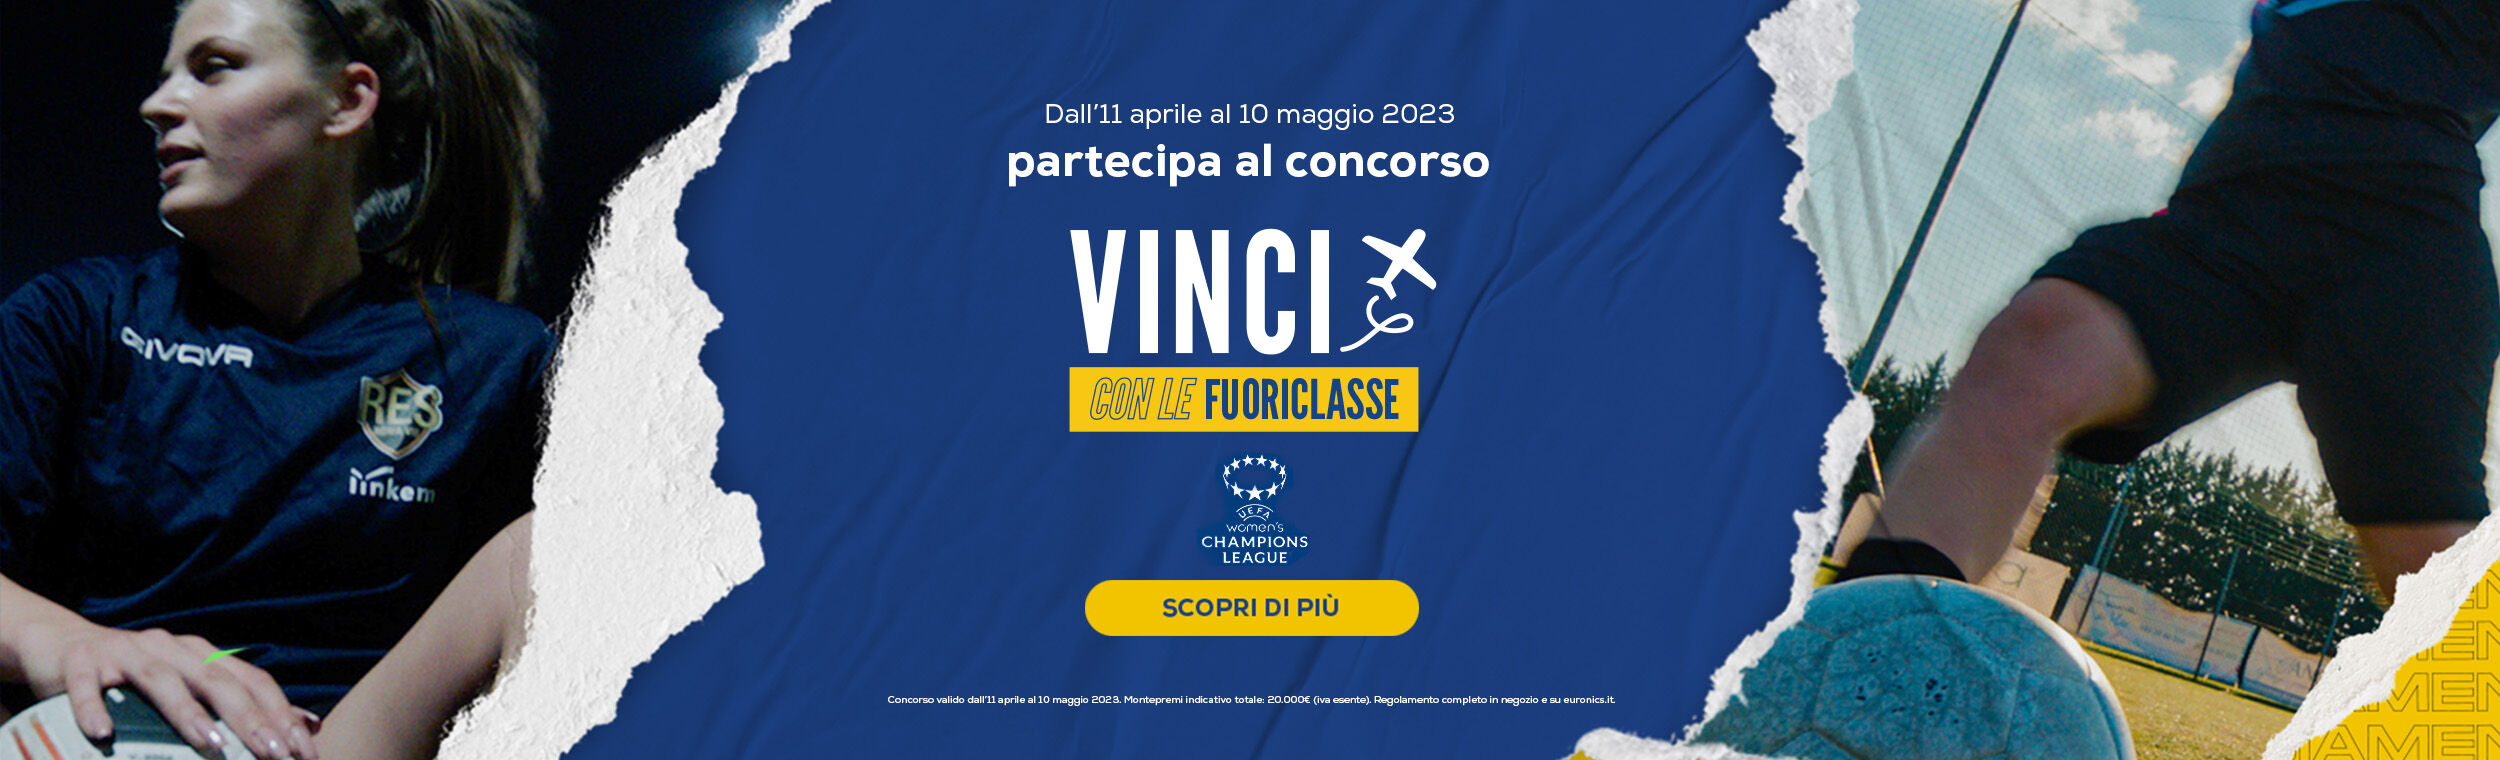 Dall'11 aprile al 10 maggio 2023
partecipa al concorso
VINCI
CON LE FUORICLASSE
UEFA
women's
CHAMPIONS
LEAGUE
SCOPRI DI PIÙ
Concorso valido dall'11 aprile al 10 maggio 2023. Montepremi indicativo totale: 20.000€ (iva esente). Regolamento completo in negozio e su euronics.it.
GIVOVA
RES
linkem